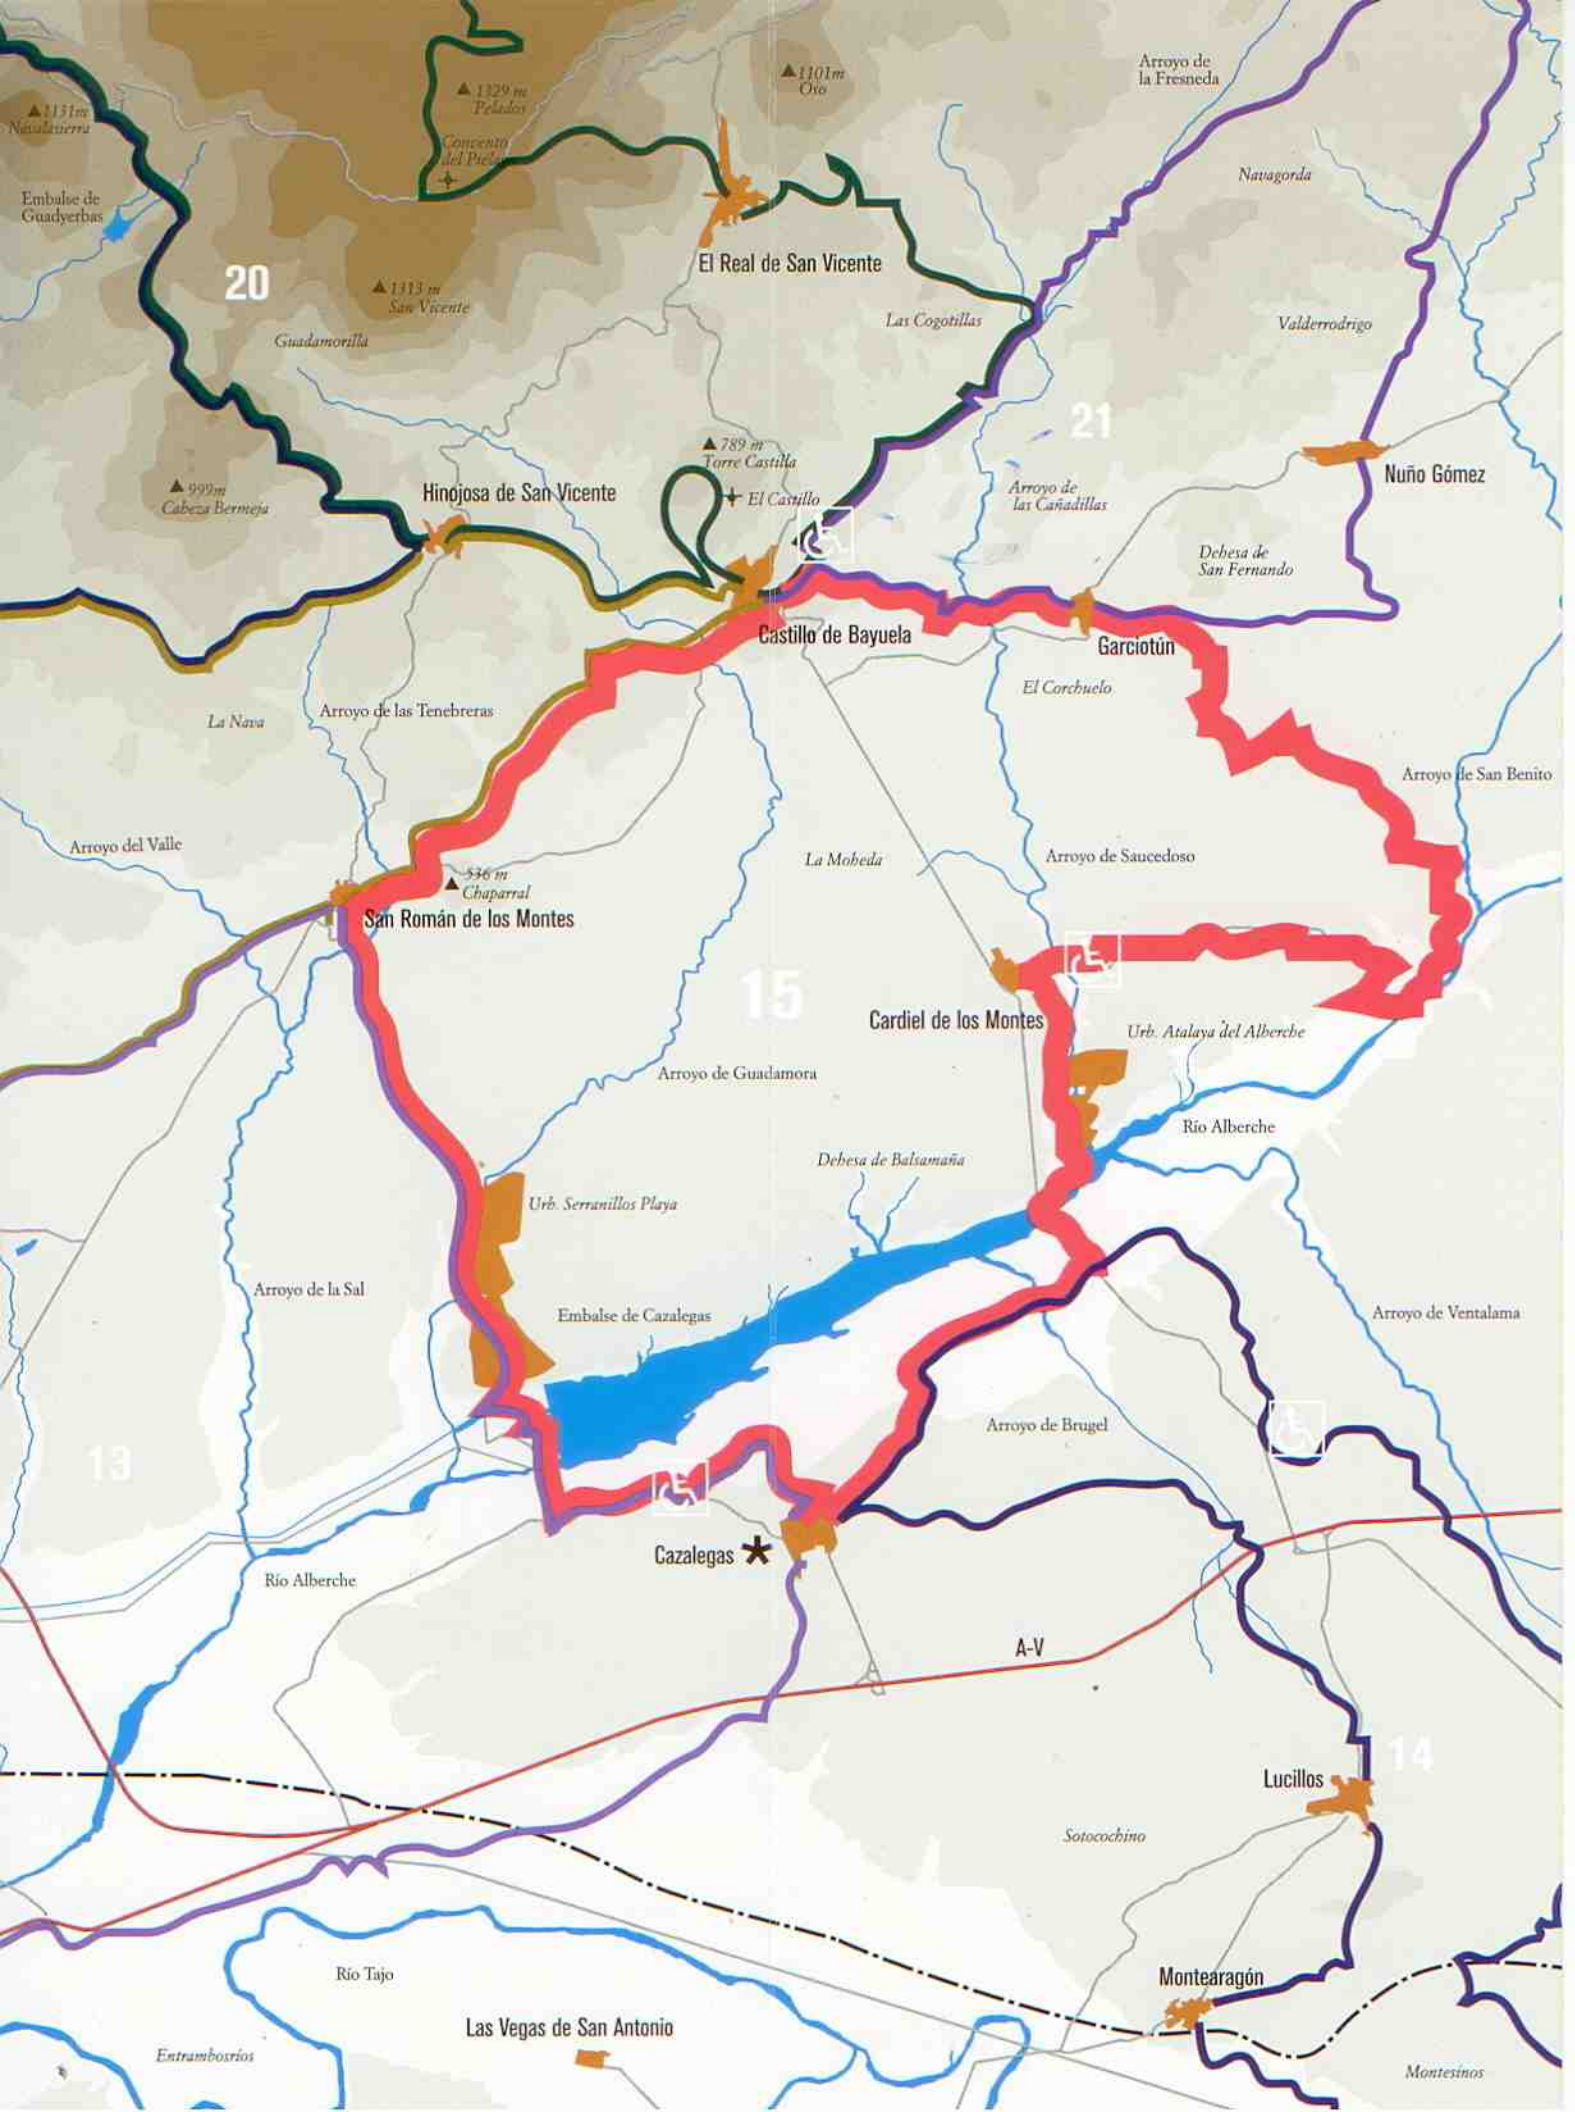 Arroyo de
la Fresneda
1101m
Oso
1329 m
Pelados
1131m
Navalasierra
Convento
del Piélago
Navagorda
Embalse de
Guadyerbas
El Real de San Vicente
20
1313 m
San Vicente
Las Cogotillas
Valderrodrigo
Guadamorilla
21
789 m
Torre Castilla
Nuño Gómez
999m
Cabeza Bermeja
Hinojosa de San Vicente
El Castillo
Arroyo de
las Cañadillas
Dehesa de
San Fernando
Castillo de Bayuela
Garciotún
El Corchuelo
La Nava
Arroyo de las Tenebreras
Arroyo de San Benito
Arroyo del Valle
La Moheda
Arroyo de Saucedoso
536 m
Chaparral
San Román de los Montes
15
Cardiel de los Montes
Urb. Atalaya del Alberche
Arroyo de Guadamora
Río Alberche
Dehesa de Balsamaña
Urb. Serranillos Playa
Arroyo de la Sal
Embalse de Cazalegas
Arroyo de Ventalama
Arroyo de Brugel
13
Cazalegas
Río Alberche
A-V
14
Lucillos
Sotocochino
Río Tajo
Montearagón
Las Vegas de San Antonio
Entrambosríos
Montesinos